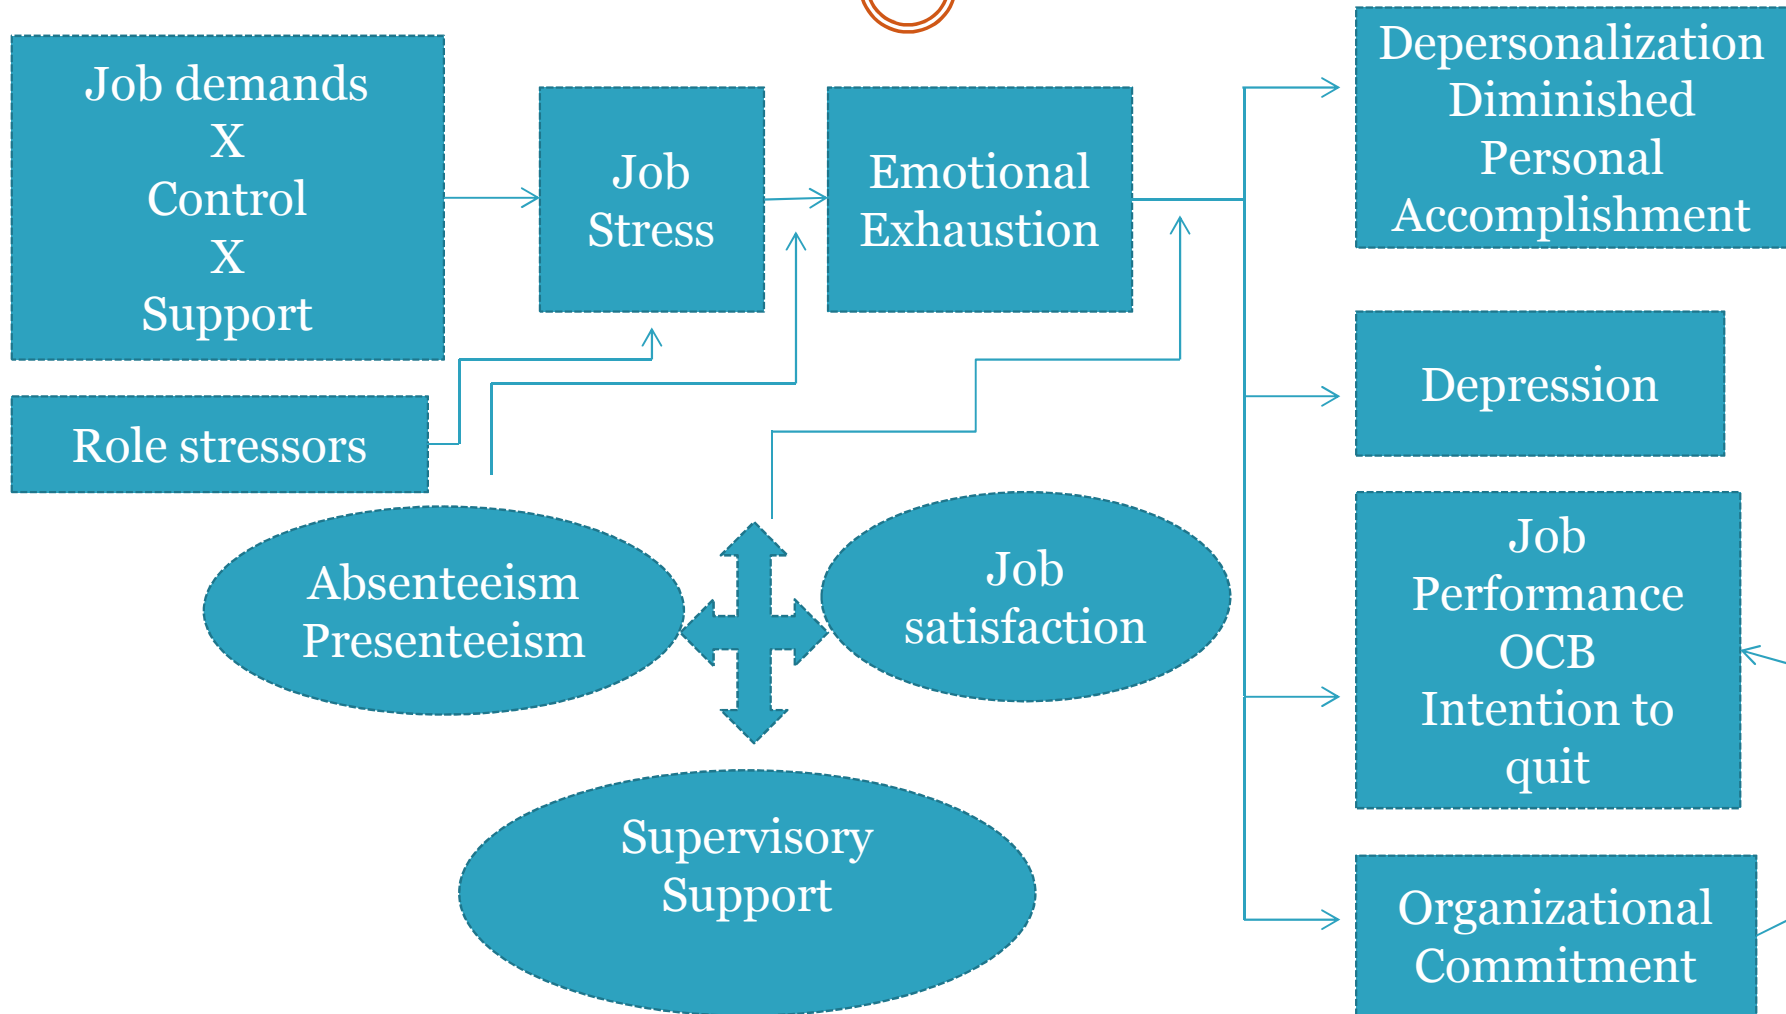 Job demands
X
Control
X
Support
Job
Stress
Emotional
Exhaustion
Depersonalization
Diminished
Personal
Accomplishment
Role stressors
Depression
Absenteeism
Presenteeism
Job
satisfaction
Job
Performance
OCB
Intention to
quit
Supervisory
Support
Organizational
Commitment